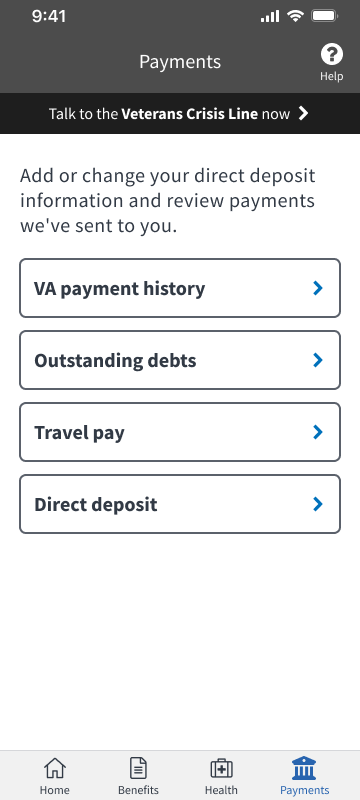 9:41
Payments
Help
Talk to the Veterans Crisis Line now
Add or change your direct deposit
information and review payments
we've sent to you.
VA payment history
Outstanding debts
Travel pay
Direct deposit
Home
Benefits
Health
Payments